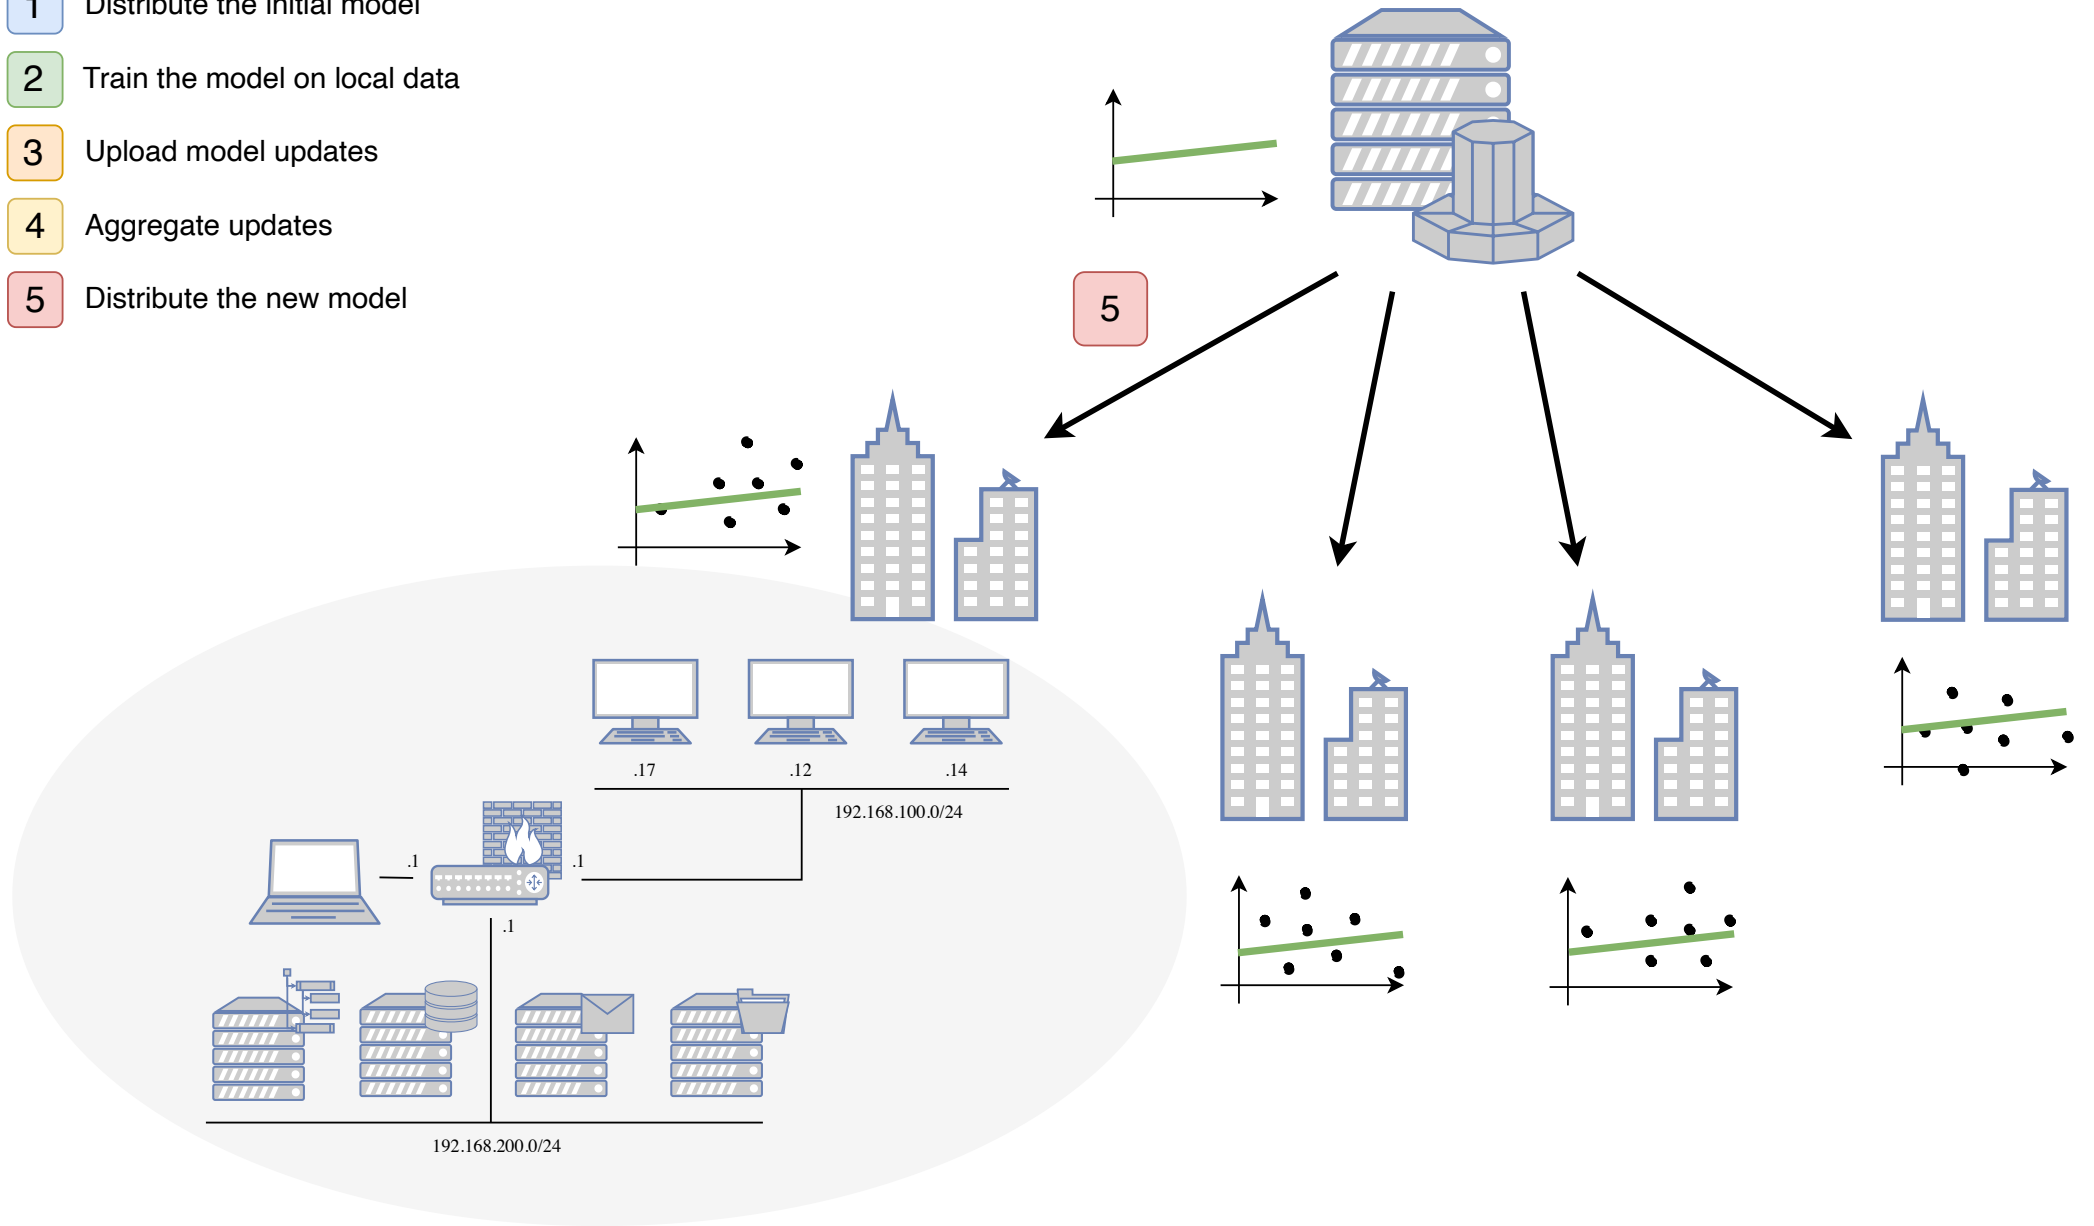 1 Distribute the initial model
2 Train the model on local data
3 Upload model updates
4 Aggregate updates
5 Distribute the new model
5
.17 .12 .14
192.168.100.0/24
.1 .1
.1
192.168.200.0/24